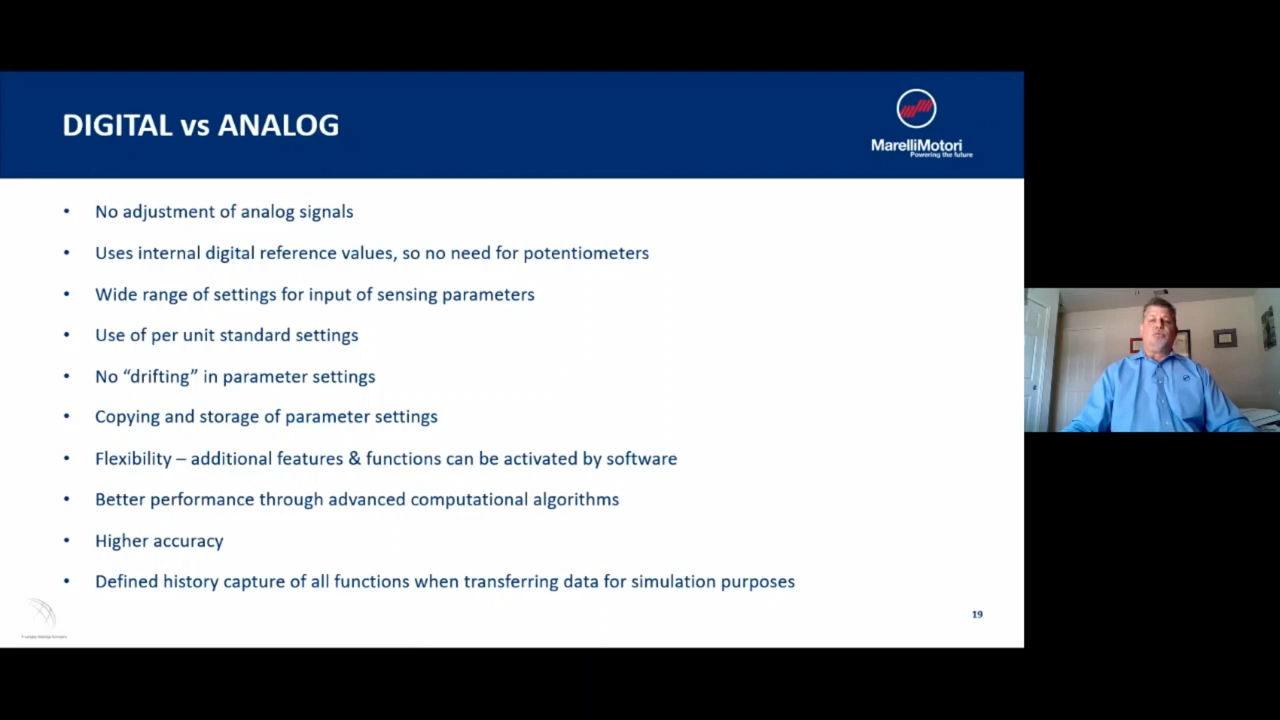 DIGITAL vs ANALOG
MarelliMotori
Powering the future
• No adjustment of analog signals
• Uses internal digital reference values, so no need for potentiometers
• Wide range of settings for input of sensing parameters
• Use of per unit standard settings
• No “drifting” in parameter settings
• Copying and storage of parameter settings
• Flexibility – additional features & functions can be activated by software
• Better performance through advanced computational algorithms
• Higher accuracy
• Defined history capture of all functions when transferring data for simulation purposes
19